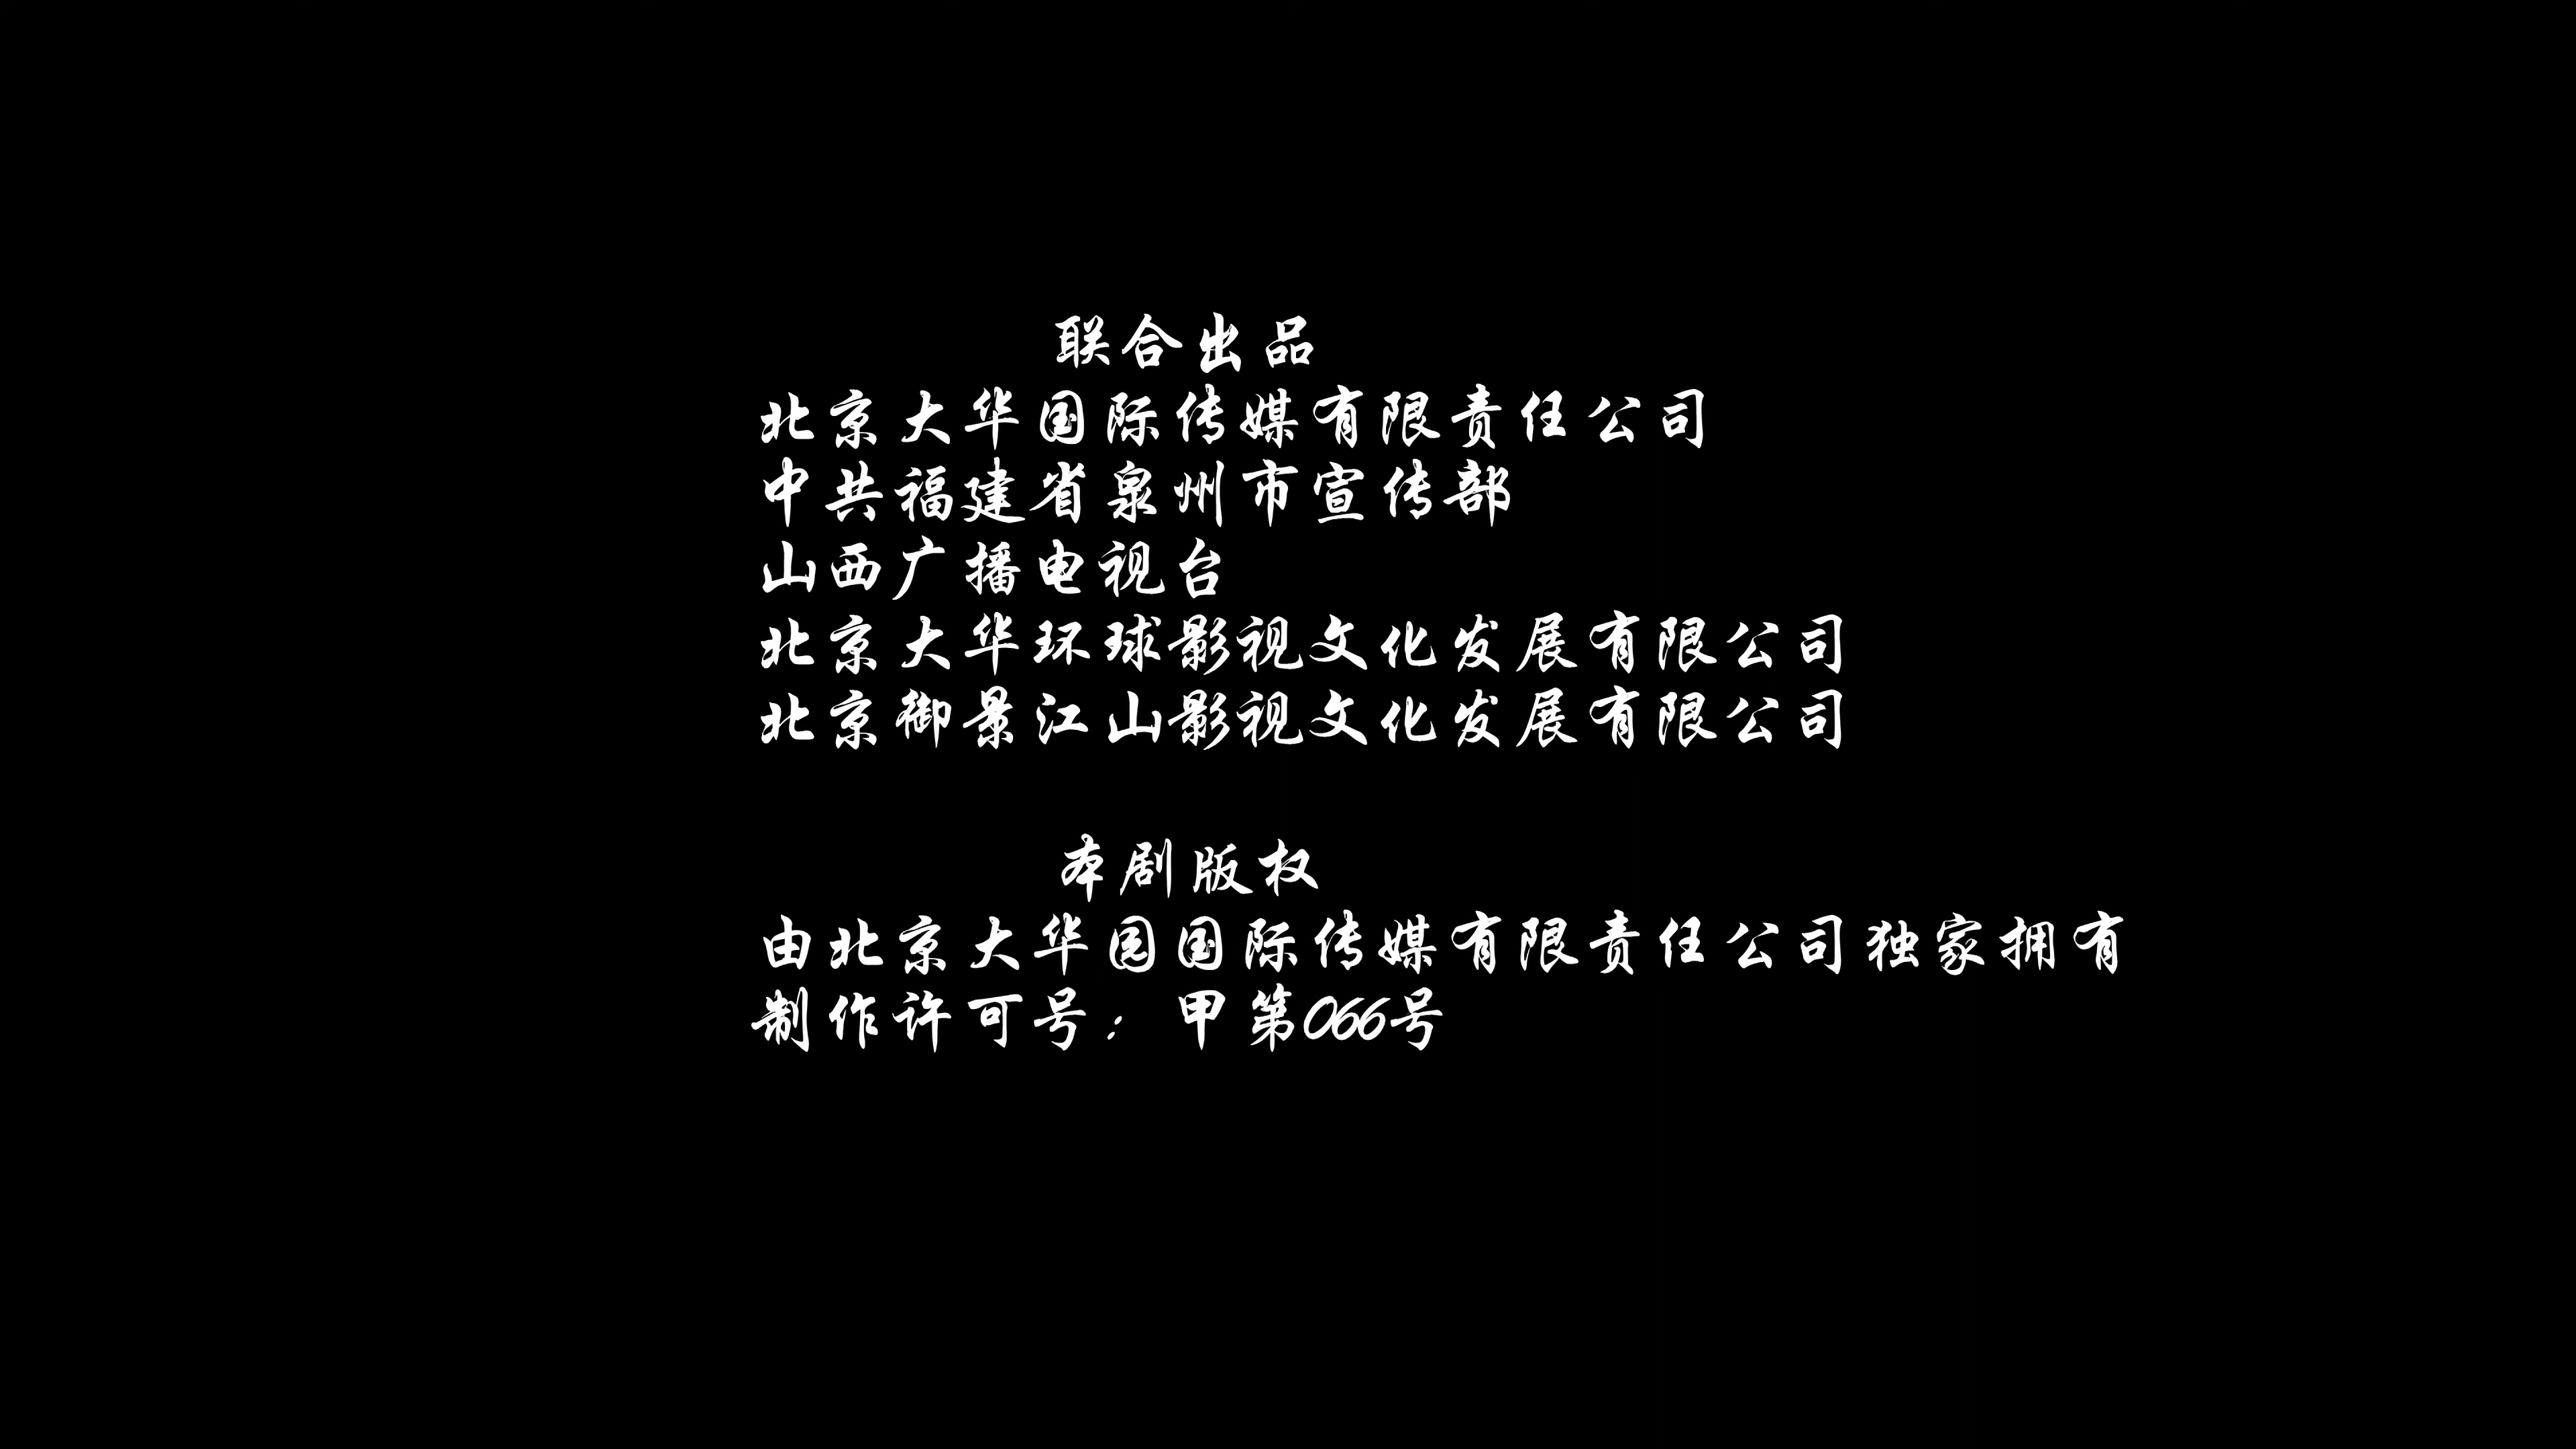 联合出品
北京大华国际传媒有限责任公司
中共福建省泉州市宣传部
山西广播电视台
北京大华环球影视文化发展有限公司
北京御景江山影视文化发展有限公司
本剧版权
由北京大华园国际传媒有限责任公司独家拥有
制作许可号：甲第066号